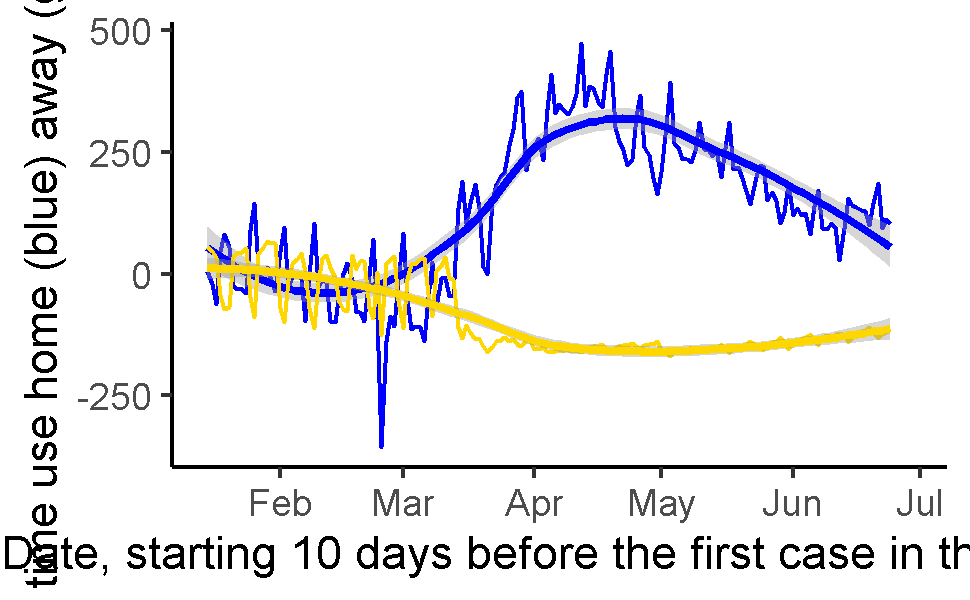 time use home (blue) away (
500
250
0
-250
Feb Mar Apr May Jun Jul
Date, starting 10 days before the first case in th